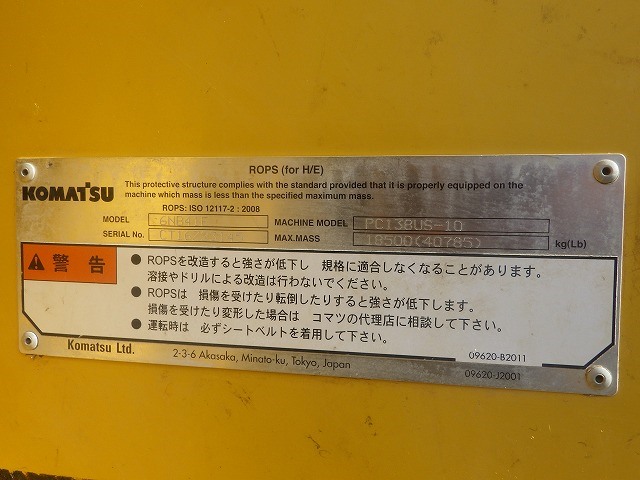 ROPS (for H/E)
KOMATSU
This protective structure complies with the standard provided that it is properly equipped on the
machine which mass is less than the specified maximum mass.
ROPS: ISO 12117-2 : 2008
MODEL MACHINE MODEL PC138US-10
SERIAL No. MAX.MASS 18500(40785) kg(Lb)
警 告
● ROPSを改造すると強さが低下し 規格に適合しなくなることがあります。
溶接やドリルによる改造は行わないでください。
● ROPSは 損傷を受けたり転倒したりすると強さが低下します。
損傷を受けたり変形した場合は コマツの代理店に相談して下さい。
● 運転時は 必ずシートベルトを着用して下さい。
Komatsu Ltd. 2-3-6 Akasaka, Minato-ku, Tokyo, Japan
09620-B2011
09620-J2001